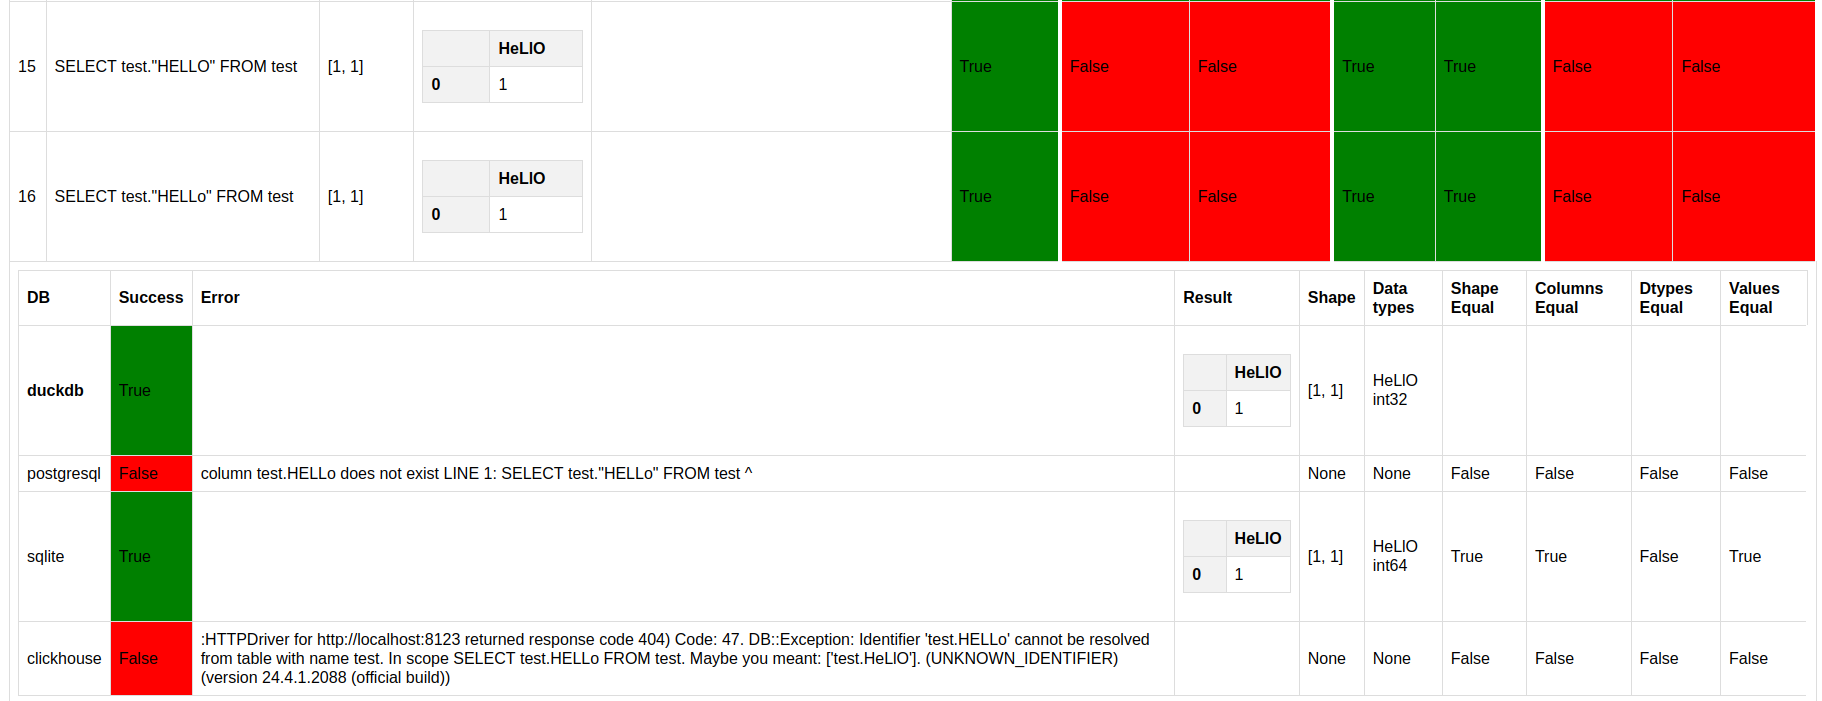 HeLlO
15 SELECT test."HELLO" FROM test [1, 1] 0 1 True False False True True False False
HeLlO
16 SELECT test."HELLo" FROM test [1, 1] 0 1 True False False True True False False
DB Success Error Result Shape Data types Shape Equal Columns Equal Dtypes Equal Values Equal
HeLlO
duckdb True 0 1 [1, 1] HeLlO int32
postgresql False column test.HELLo does not exist LINE 1: SELECT test."HELLo" FROM test ^ None None False False False False
HeLlO
sqlite True 0 1 [1, 1] HeLlO int64 True True False True
:HTTPDriver for http://localhost:8123 returned response code 404) Code: 47. DB::Exception: Identifier 'test.HELLo' cannot be resolved
clickhouse False from table with name test. In scope SELECT test.HELLo FROM test. Maybe you meant: ['test.HeLlO']. (UNKNOWN_IDENTIFIER) None None False False False False
(version 24.4.1.2088 (official build))